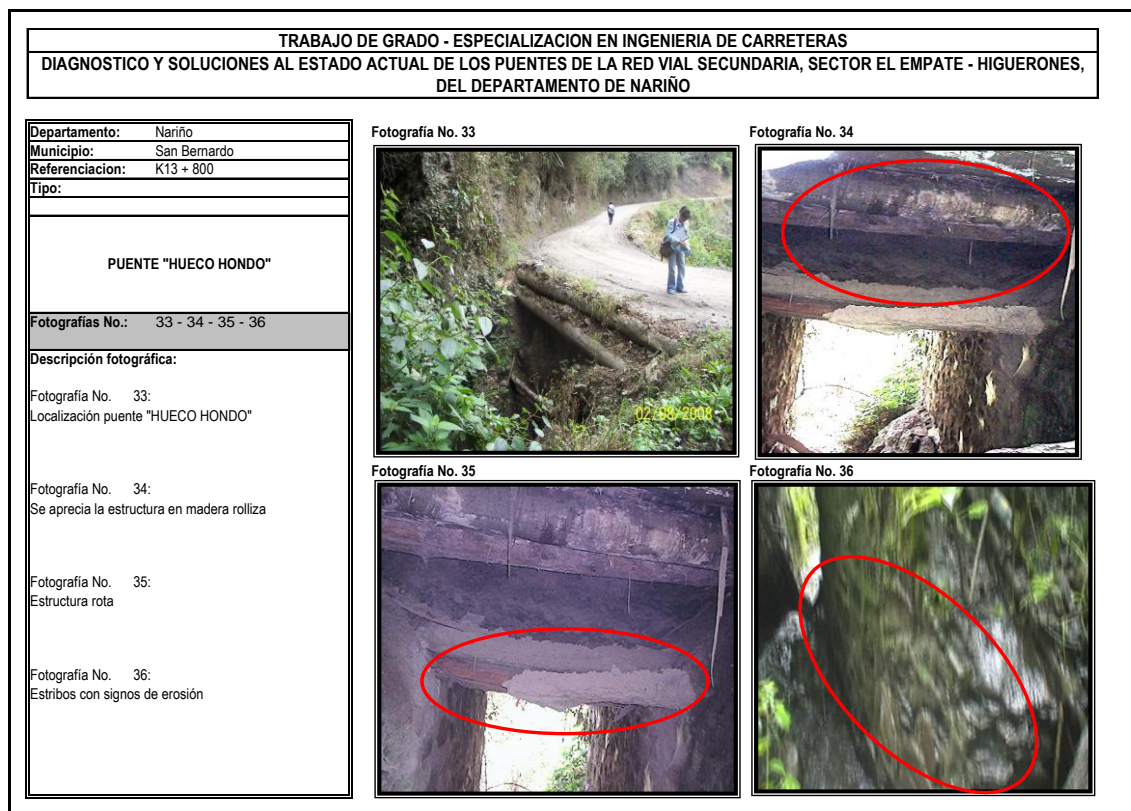 TRABAJO DE GRADO - ESPECIALIZACION EN INGENIERIA DE CARRETERAS
DIAGNOSTICO Y SOLUCIONES AL ESTADO ACTUAL DE LOS PUENTES DE LA RED VIAL SECUNDARIA, SECTOR EL EMPATE - HIGUERONES,
DEL DEPARTAMENTO DE NARIÑO
Departamento: Nariño
Municipio: San Bernardo
Referenciacion: K13 + 800
Tipo:
PUENTE "HUECO HONDO"
Fotografías No.: 33 - 34 - 35 - 36
Descripción fotográfica:
Fotografía No. 33:
Localización puente "HUECO HONDO"
Fotografía No. 34:
Se aprecia la estructura en madera rolliza
Fotografía No. 35:
Estructura rota
Fotografía No. 36:
Estribos con signos de erosión
Fotografía No. 33
02/08/2008
Fotografía No. 34
Fotografía No. 35
Fotografía No. 36